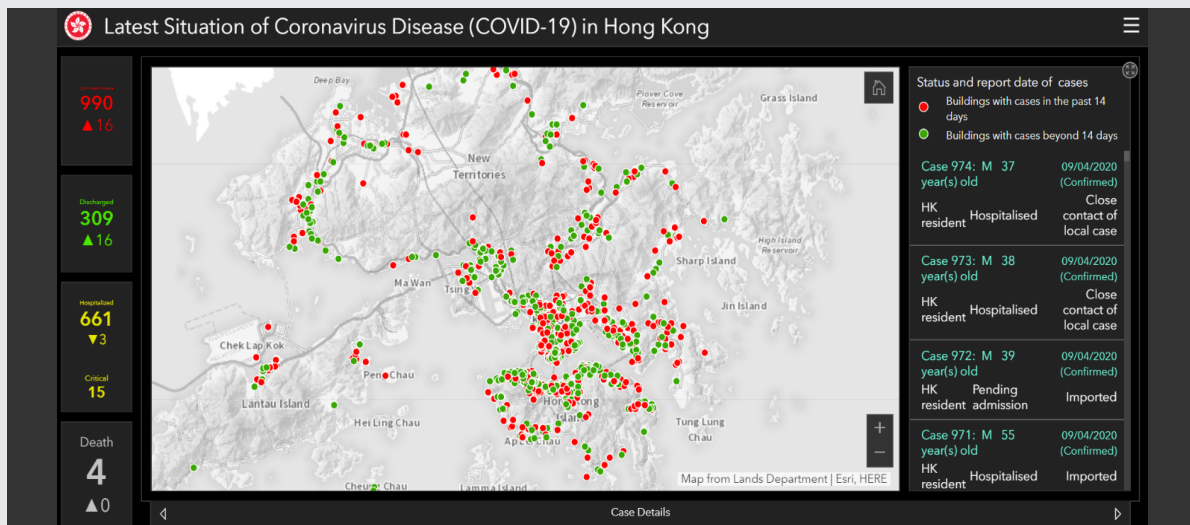 Latest Situation of Coronavirus Disease (COVID-19) in Hong Kong
990
▲16
Discharged
309
▲16
Hospitalized
661
▼3
Critical
15
Death
4
▲0
Deep Bay
Plover Cove
Reservoir
Grass Island
New
Territories
High Island
Reservoir
Sharp Island
Ma Wan
Tsing
Jin Island
Chek Lap Kok
Peng Chau
Lantau Island
Hei Ling Chau
Hong Kong
Island
Ap Lei Chau
Tung Lung
Chau
Cheung Chau
Lamma Island
+
−
Map from Lands Department | Esri, HERE
Case Details
Status and report date of cases
Buildings with cases in the past 14
days
Buildings with cases beyond 14 days
Case 974: M 37 09/04/2020
year(s) old (Confirmed)
HK
resident Hospitalised Close
contact of
local case
Case 973: M 38 09/04/2020
year(s) old (Confirmed)
HK
resident Hospitalised Close
contact of
local case
Case 972: M 39 09/04/2020
year(s) old (Confirmed)
HK Pending
resident admission Imported
Case 971: M 55 09/04/2020
year(s) old (Confirmed)
HK
resident Hospitalised Imported